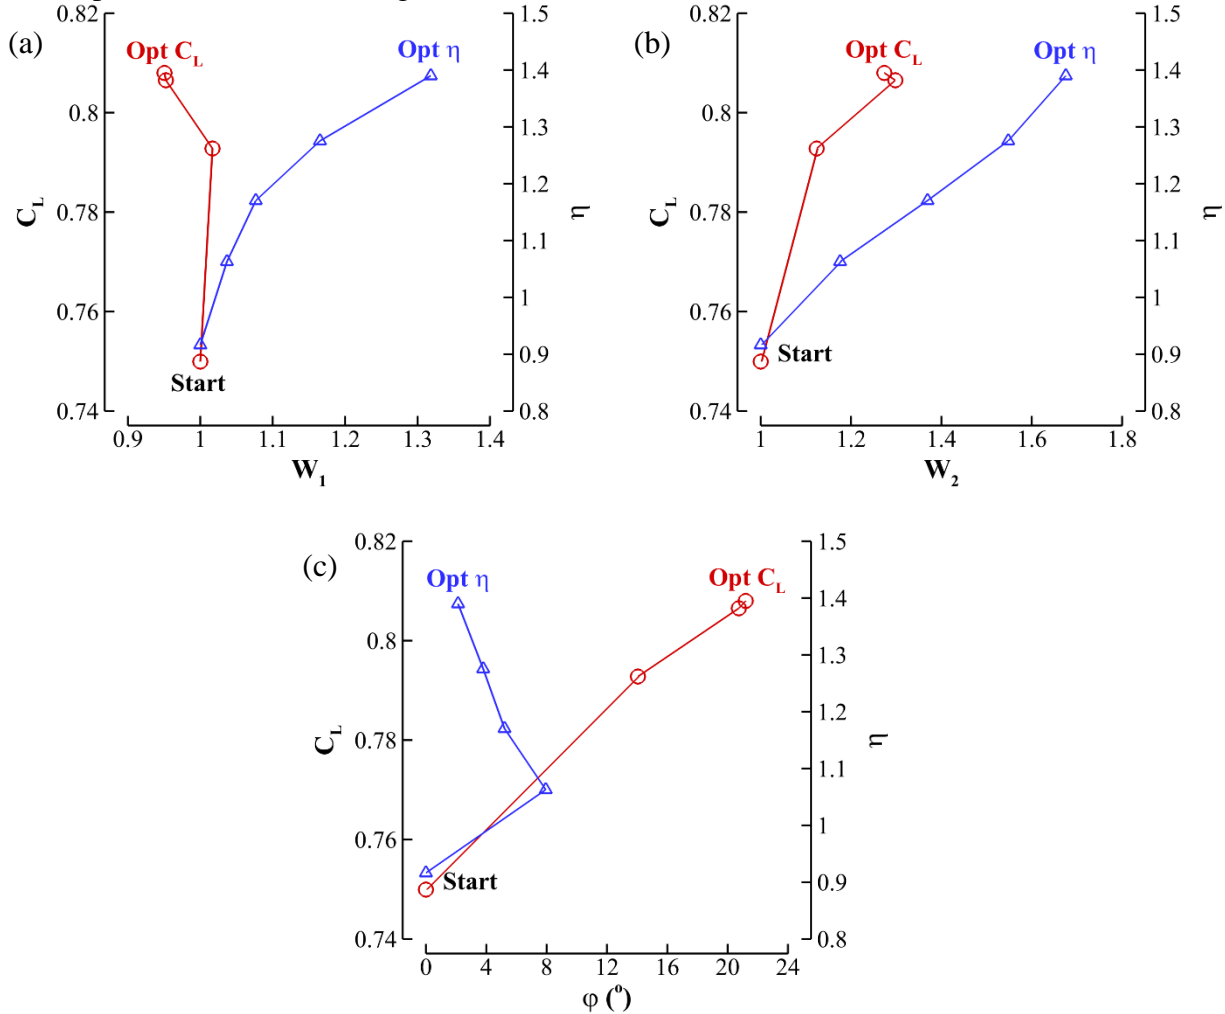 (a)
0.82
0.8
0.78
0.76
0.74
C_L
Opt C_L
Opt η
Start
1.5
1.4
1.3
1.2
1.1
1
0.9
0.8
η
0.9 1 1.1 1.2 1.3 1.4
W_1
(b)
0.82
0.8
0.78
0.76
0.74
C_L
Opt C_L
Opt η
Start
1.5
1.4
1.3
1.2
1.1
1
0.9
0.8
η
1 1.2 1.4 1.6 1.8
W_2
(c)
0.82
0.8
0.78
0.76
0.74
C_L
Opt η
Opt C_L
Start
1.5
1.4
1.3
1.2
1.1
1
0.9
0.8
η
0 4 8 12 16 20 24
φ (º)